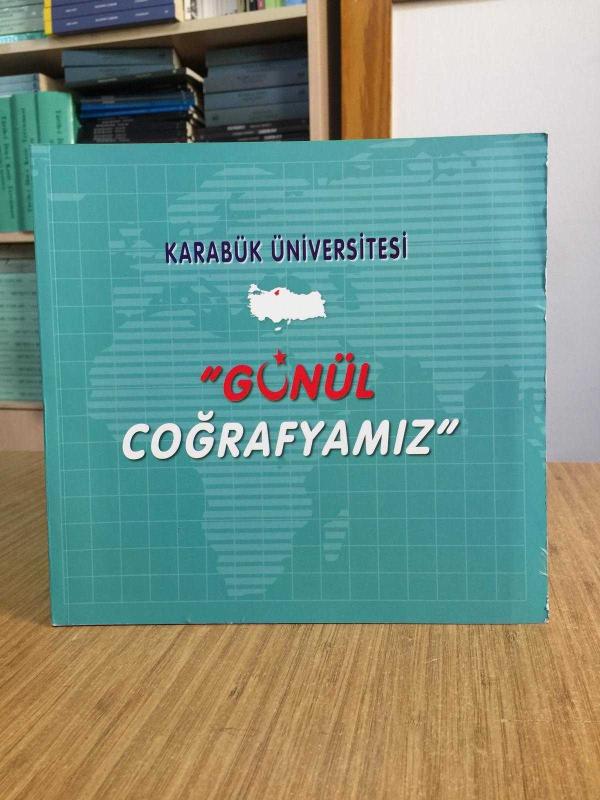 KARABÜK ÜNİVERSİTESİ
"GÖNÜL
COĞRAFYAMIZ"